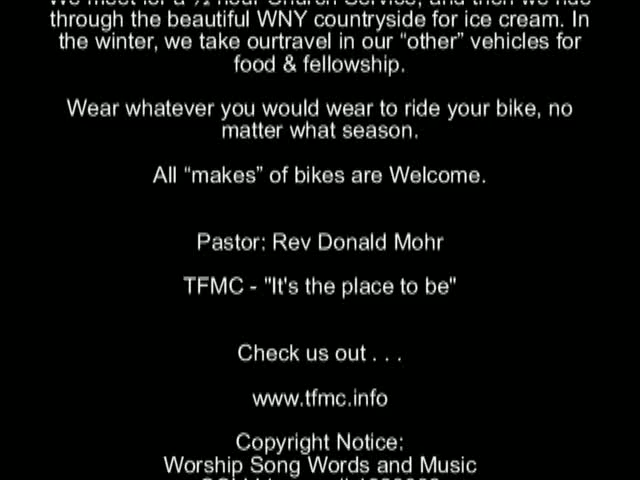 We meet for a ½ hour Church Service, and then we ride
through the beautiful WNY countryside for ice cream. In
the winter, we take ourtravel in our “other” vehicles for
food & fellowship.
Wear whatever you would wear to ride your bike, no
matter what season.
All “makes” of bikes are Welcome.
Pastor: Rev Donald Mohr
TFMC - "It's the place to be"
Check us out . . .
www.tfmc.info
Copyright Notice:
Worship Song Words and Music